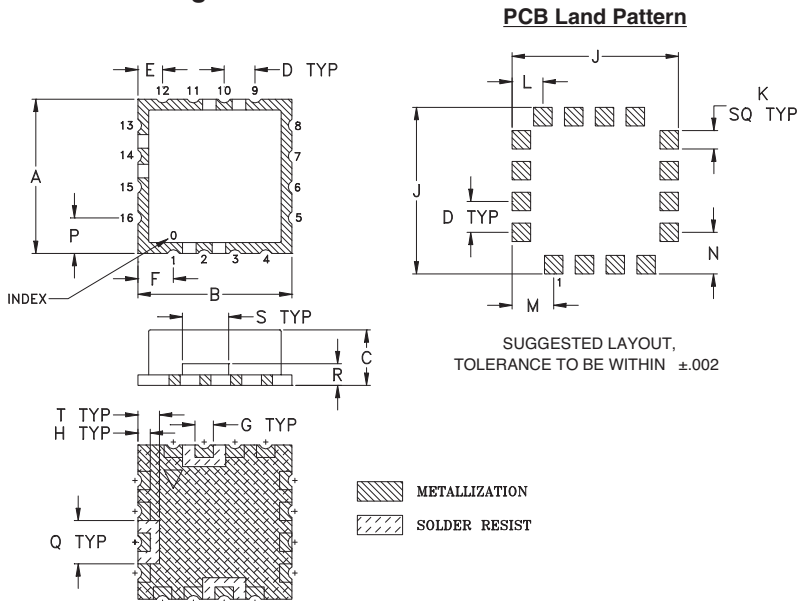 PCB Land Pattern
E
D TYP
12 11 10 9
13
14
15
16
8
7
6
5
A
P
0
1 2 3 4
F
B
INDEX
S TYP
C
R
T TYP
H TYP
G TYP
Q TYP
J
L
K
SQ TYP
J
D TYP
N
1
M
SUGGESTED LAYOUT,
TOLERANCE TO BE WITHIN ±.002
METALLIZATION
SOLDER RESIST